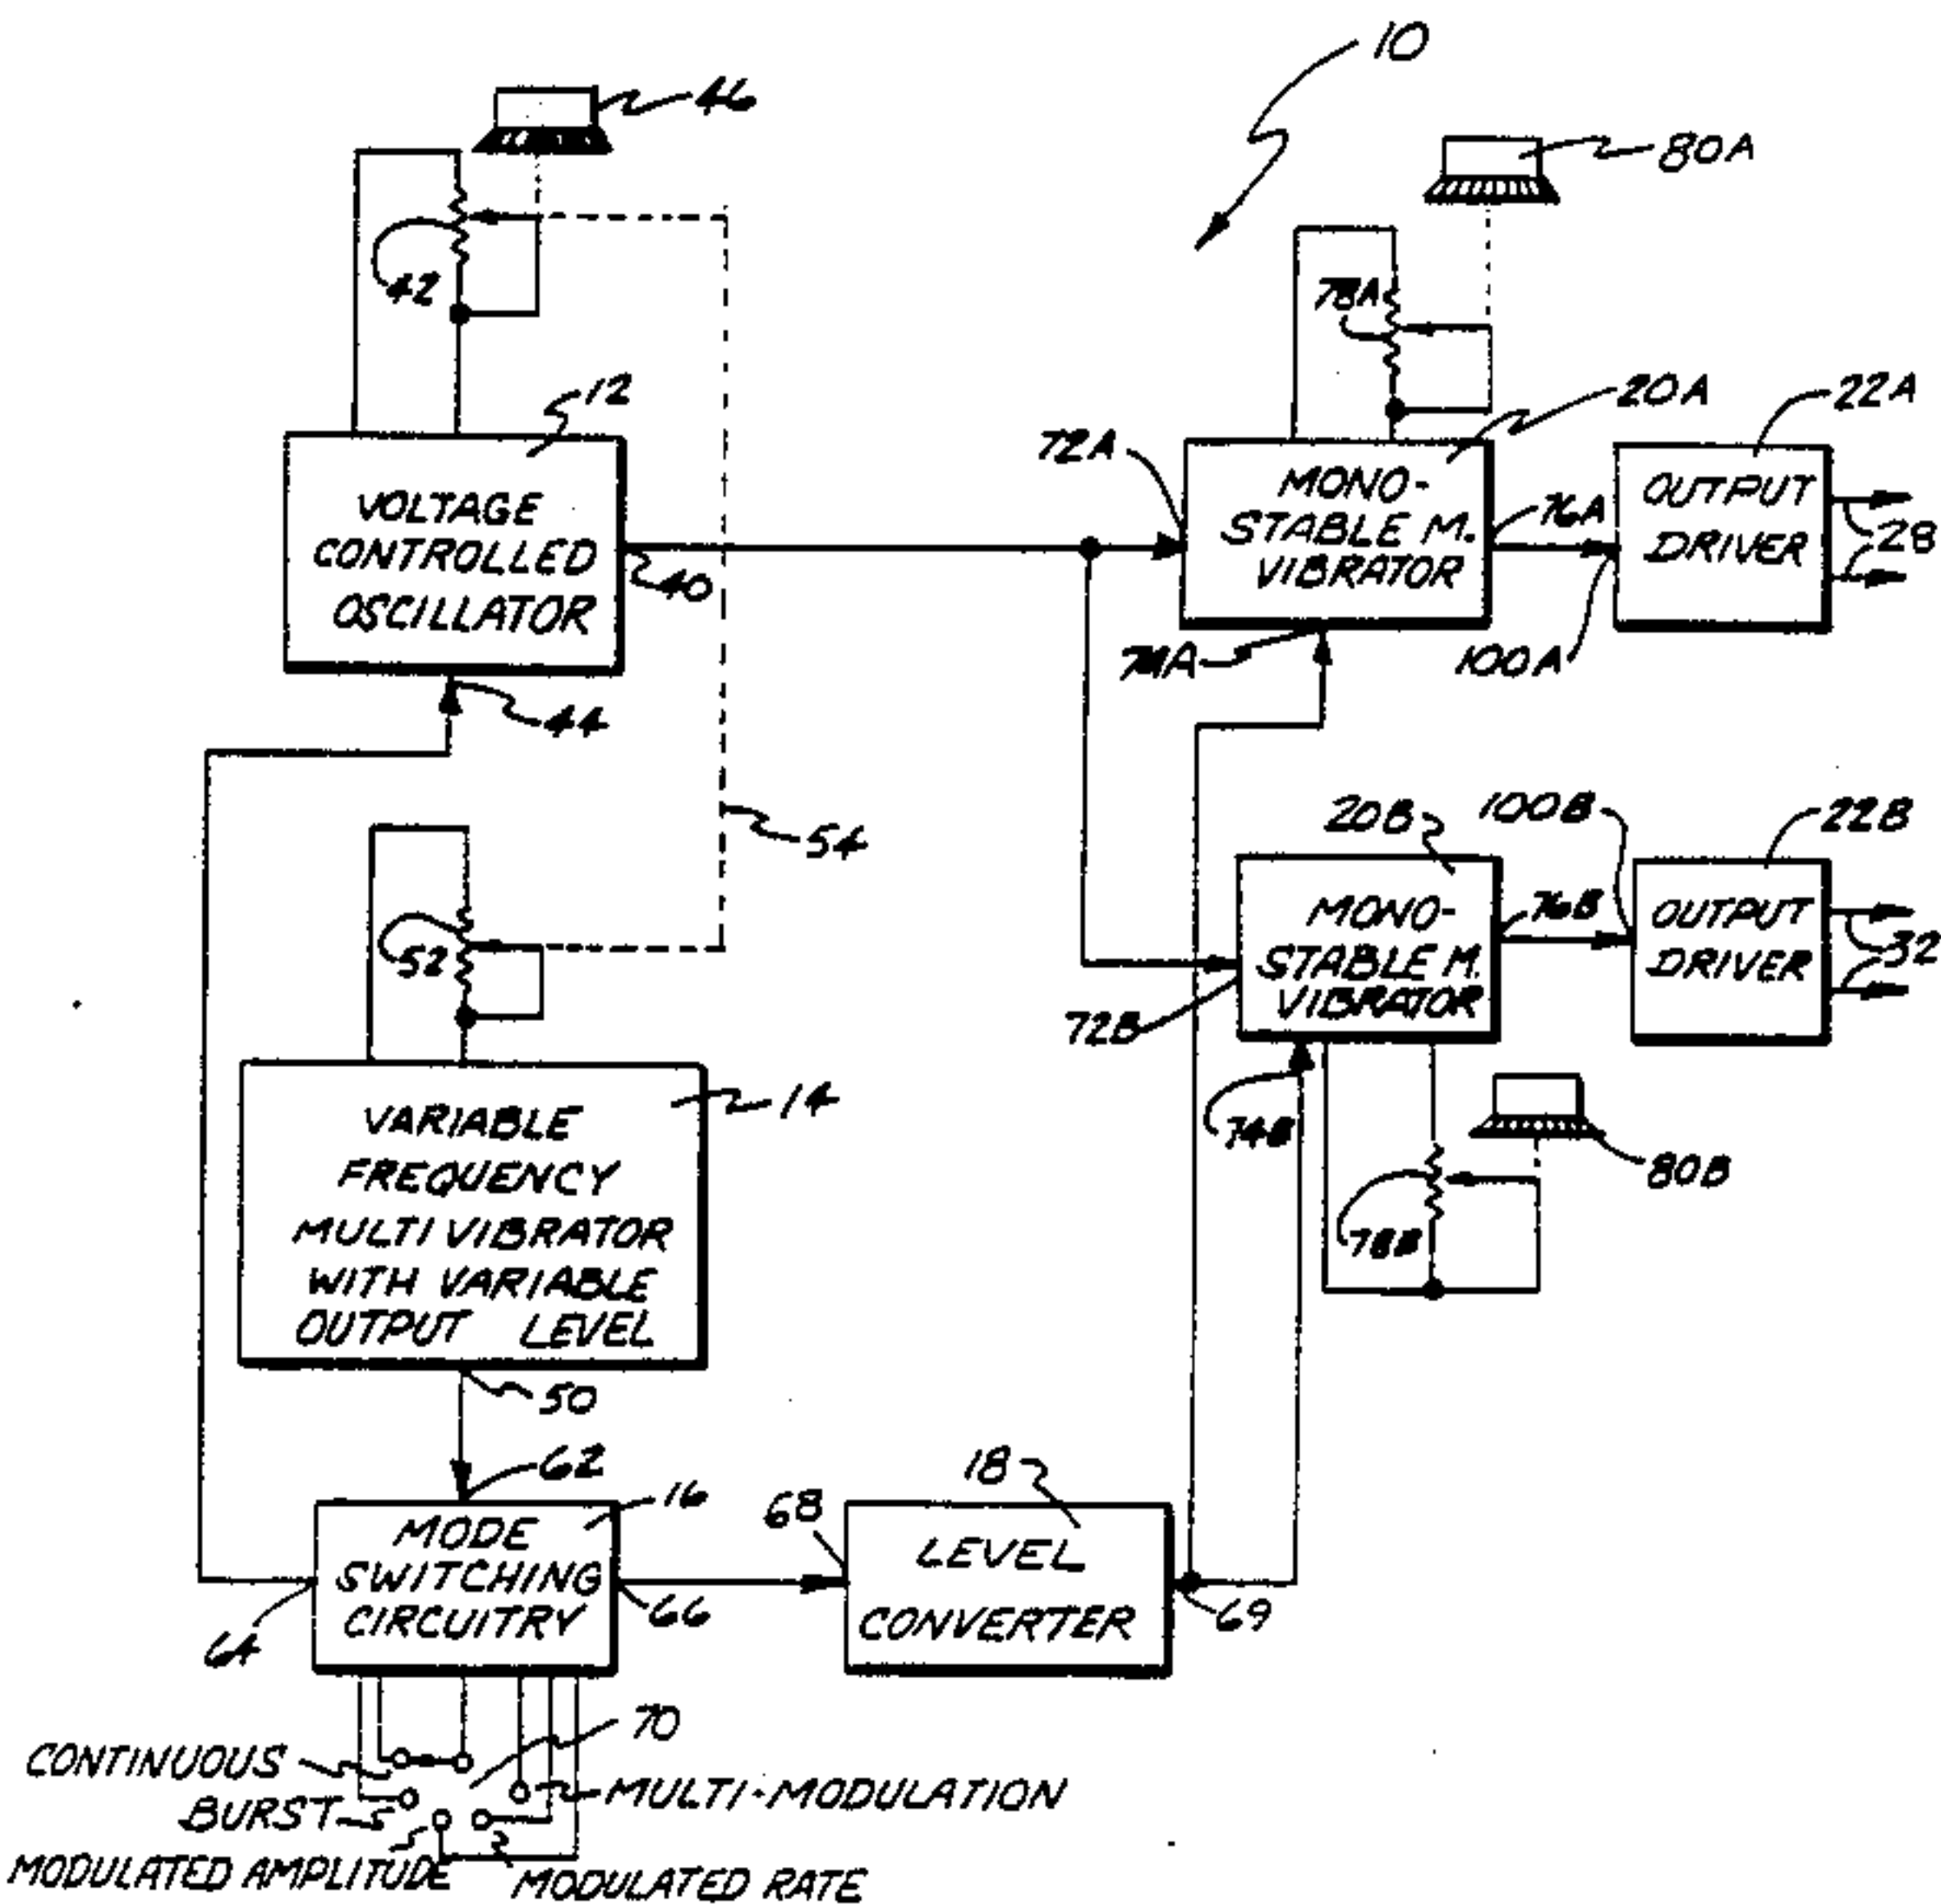 10
46
80A
42
78A
12
20A
22A
72A
VOLTAGE
CONTROLLED
OSCILLATOR
40
MONO-
STABLE M.
VIBRATOR
76A
OUTPUT
DRIVER
28
74A
100A
44
54
20B
100B
22B
52
MONO-
STABLE M.
VIBRATOR
76B
OUTPUT
DRIVER
32
72B
14
VARIABLE
FREQUENCY
MULTIVIBRATOR
WITH VARIABLE
OUTPUT LEVEL
74B
80B
78B
50
62
16
68
18
MODE
SWITCHING
CIRCUITRY
LEVEL
CONVERTER
64
66
69
70
CONTINUOUS
BURST
MULTI-MODULATION
MODULATED AMPLITUDE
MODULATED RATE